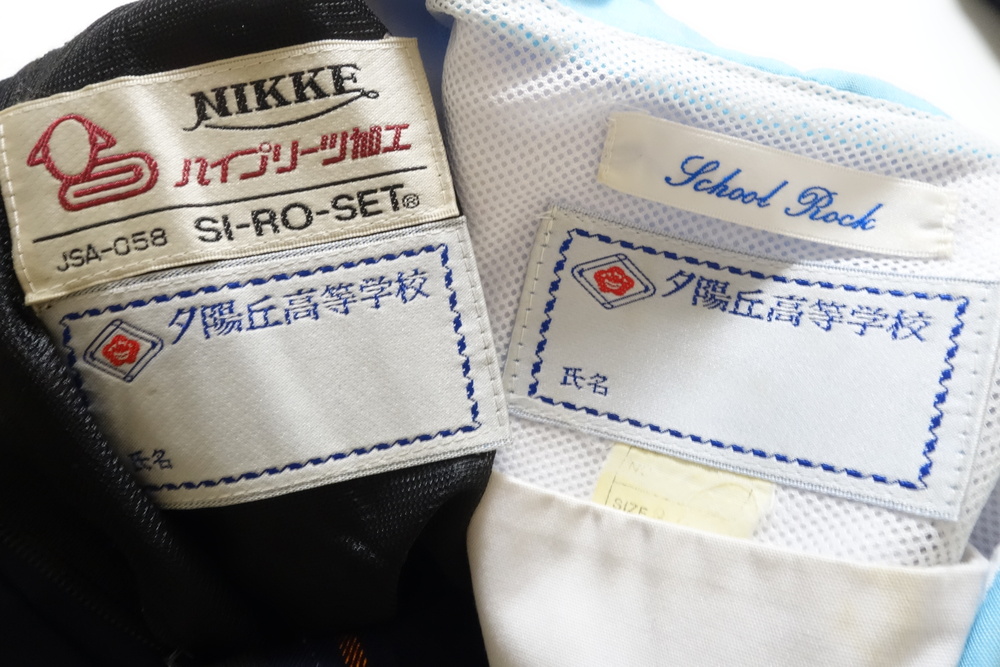 NIKKE
ハイプリーツ加工
JSA-058 SI-RO-SET®
夕陽丘高等学校
氏名
School Rock
夕陽丘高等学校
氏名
SIZE